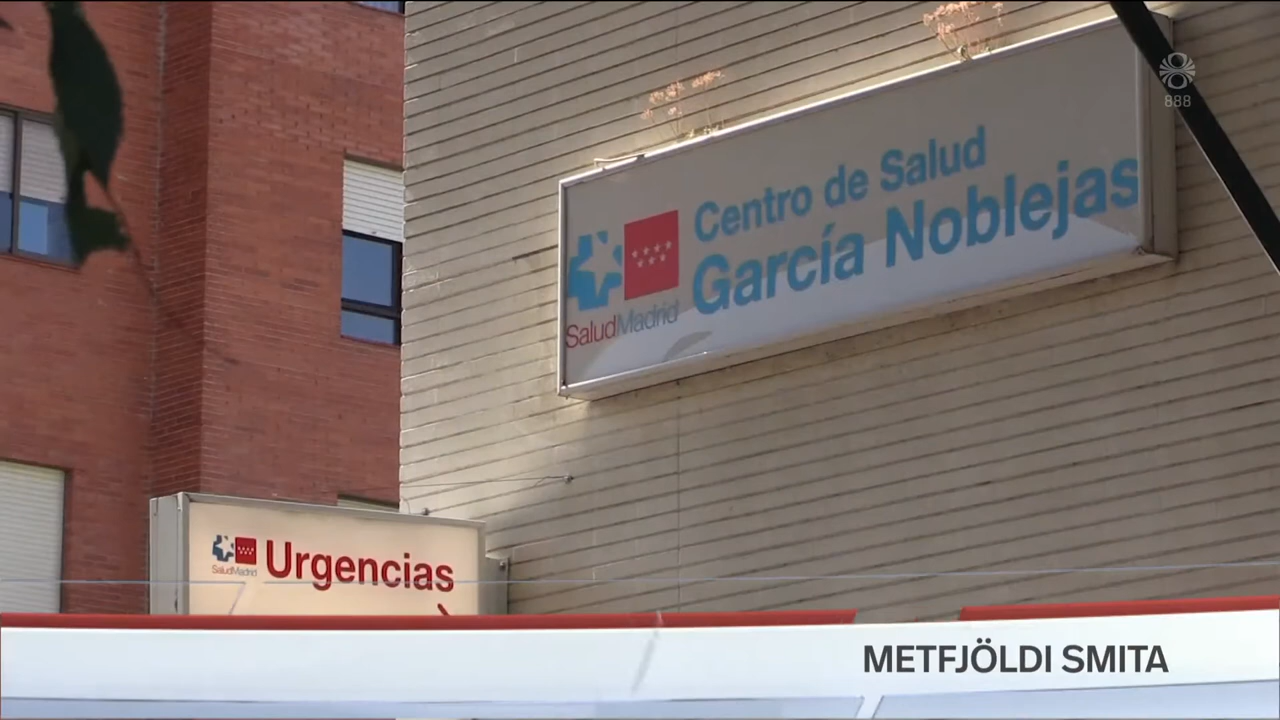 888
Centro de Salud
García Noblejas
SaludMadrid
Urgencias
SaludMadrid
METFJÖLDI SMITA